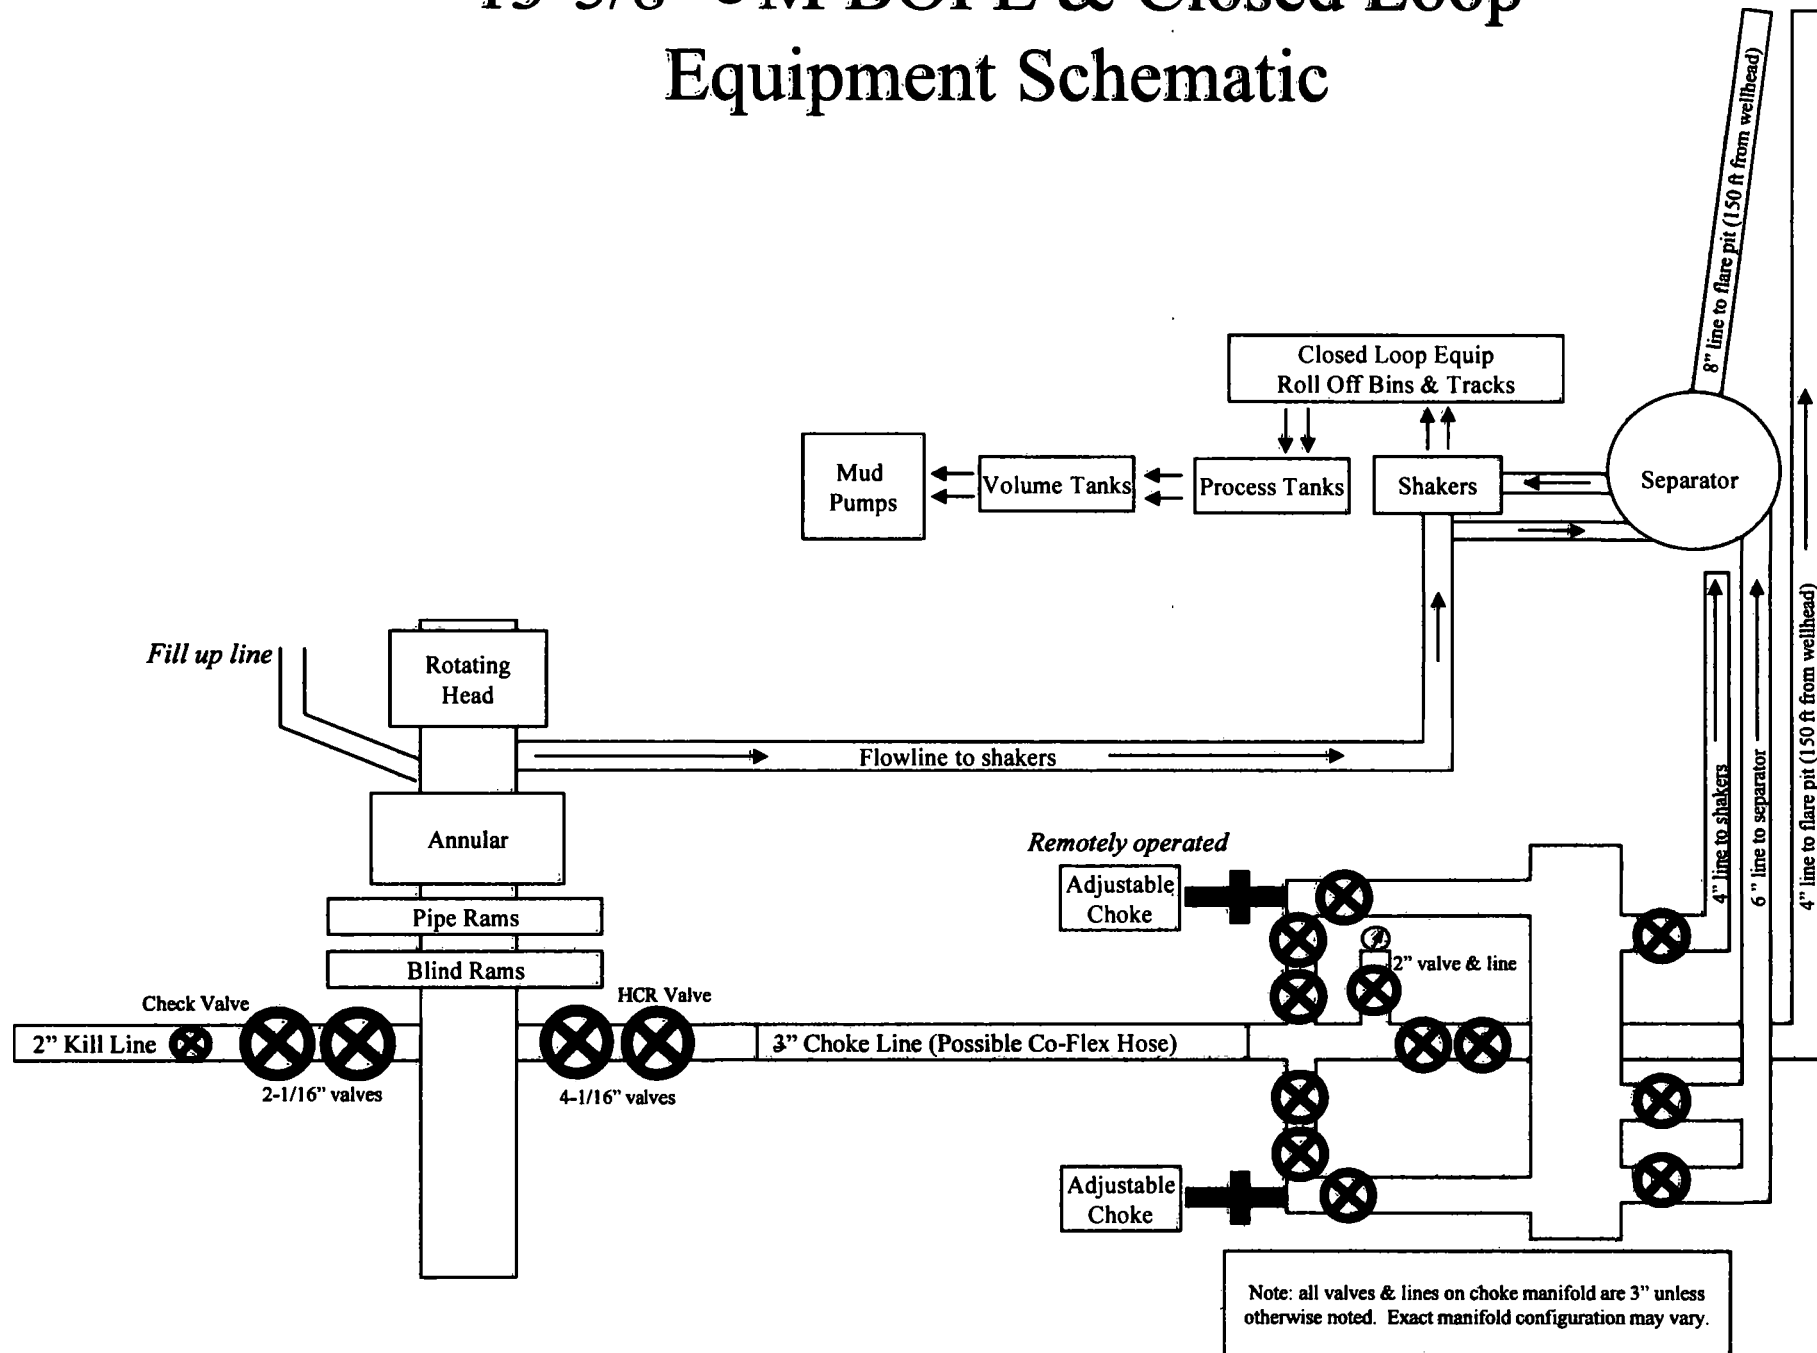 BOPE & Closed Loop
Equipment Schematic
8” line to flare pit (150 ft from wellhead)
Closed Loop Equip
Roll Off Bins & Tracks
Mud
Pumps
Volume Tanks
Process Tanks
Shakers
Separator
Fill up line
Rotating
Head
Flowline to shakers
Annular
Pipe Rams
Blind Rams
Remotely operated
Adjustable
Choke
2” valve & line
4” line to shakers
6” line to separator
4” line to flare pit (150 ft from wellhead)
Check Valve
HCR Valve
2” Kill Line
3” Choke Line (Possible Co-Flex Hose)
2-1/16” valves
4-1/16” valves
Adjustable
Choke
Note: all valves & lines on choke manifold are 3” unless
otherwise noted. Exact manifold configuration may vary.